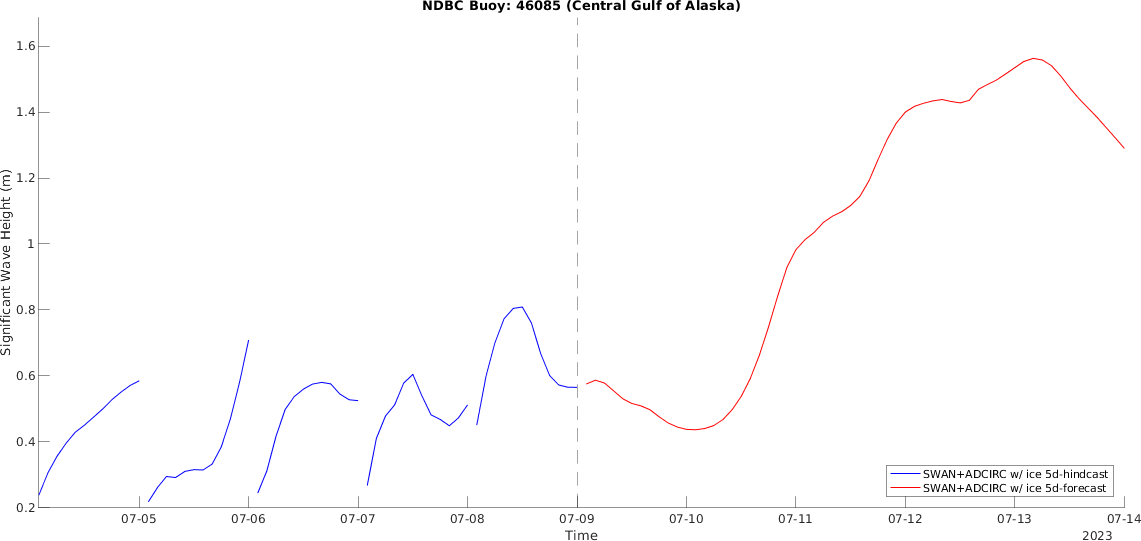 NDBC Buoy: 46085 (Central Gulf of Alaska)
1.6
1.4
1.2
1
0.8
0.6
0.4
0.2
Significant Wave Height (m)
SWAN+ADCIRC w/ ice 5d-hindcast
SWAN+ADCIRC w/ ice 5d-forecast
07-05 07-06 07-07 07-08 07-09 07-10 07-11 07-12 07-13 07-14
Time
2023